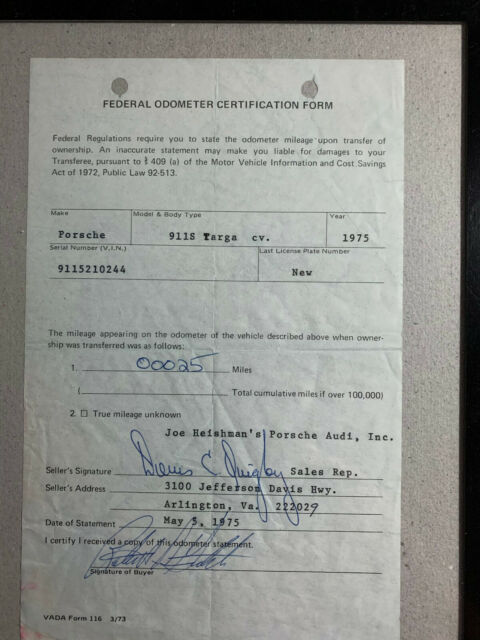 FEDERAL ODOMETER CERTIFICATION FORM
Federal Regulations require you to state the odometer mileage upon transfer of
ownership. An inaccurate statement may make you liable for damages to your
Transferee, pursuant to § 409 (a) of the Motor Vehicle Information and Cost Savings
Act of 1972, Public Law 92-513.
Make Model & Body Type Year
Porsche 911S Targa cv. 1975
Serial Number (V.I.N.) Last License Plate Number
9115210244 New
The mileage appearing on the odometer of the vehicle described above when owner-
ship was transferred was as follows:
1. 00025 Miles
( Total cumulative miles if over 100,000)
2. ☐ True mileage unknown
Joe Heishman's Porsche Audi, Inc.
Seller's Signature Sales Rep.
Seller's Address 3100 Jefferson Davis Hwy.
Arlington, Va. 222029
Date of Statement May 5, 1975
I certify I received a copy of this odometer statement.
Signature of Buyer
VADA Form 116 3/73